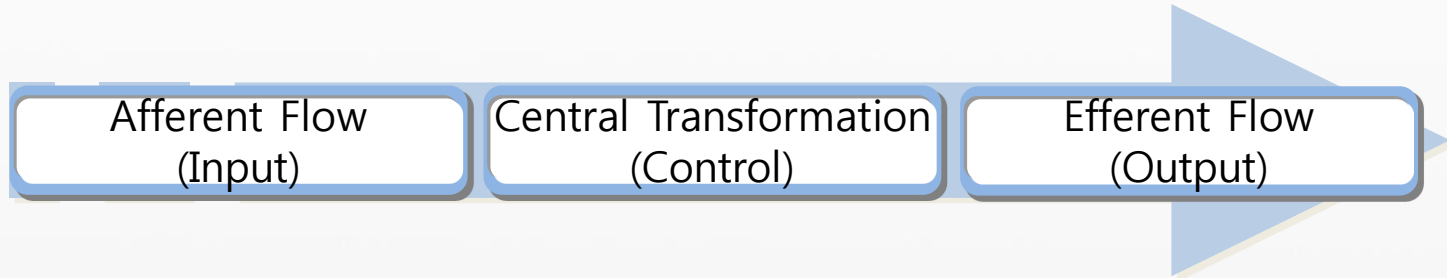 Afferent Flow
(Input)
Central Transformation
(Control)
Efferent Flow
(Output)